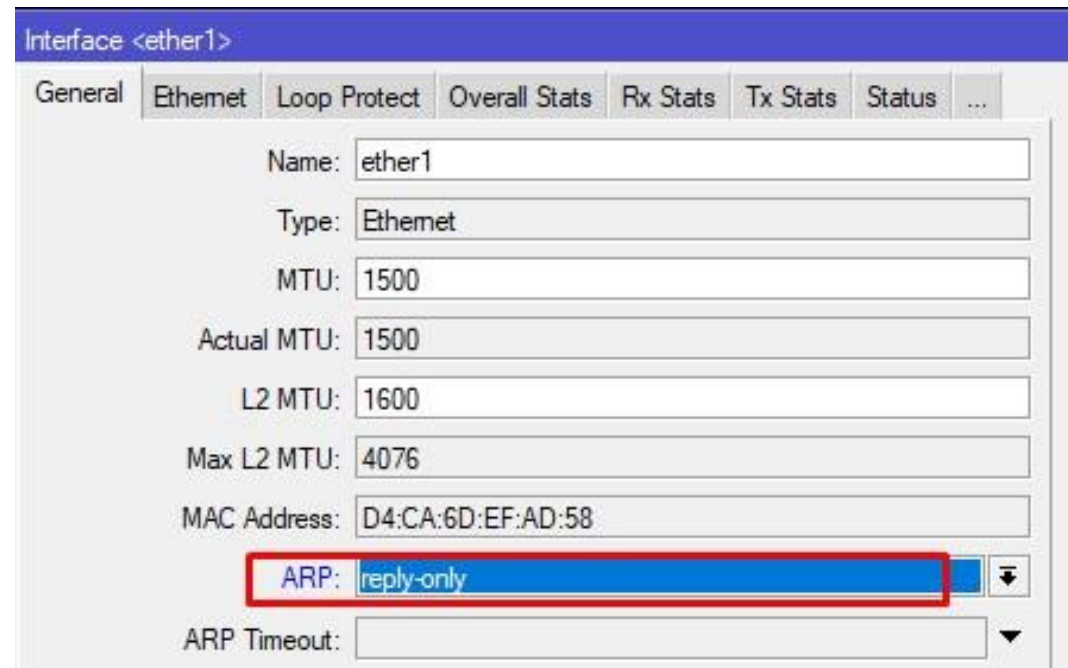 Interface <ether1>
General Ethernet Loop Protect Overall Stats Rx Stats Tx Stats Status ...
Name: ether1
Type: Ethernet
MTU: 1500
Actual MTU: 1500
L2 MTU: 1600
Max L2 MTU: 4076
MAC Address: D4:CA:6D:EF:AD:58
ARP: reply-only
ARP Timeout: